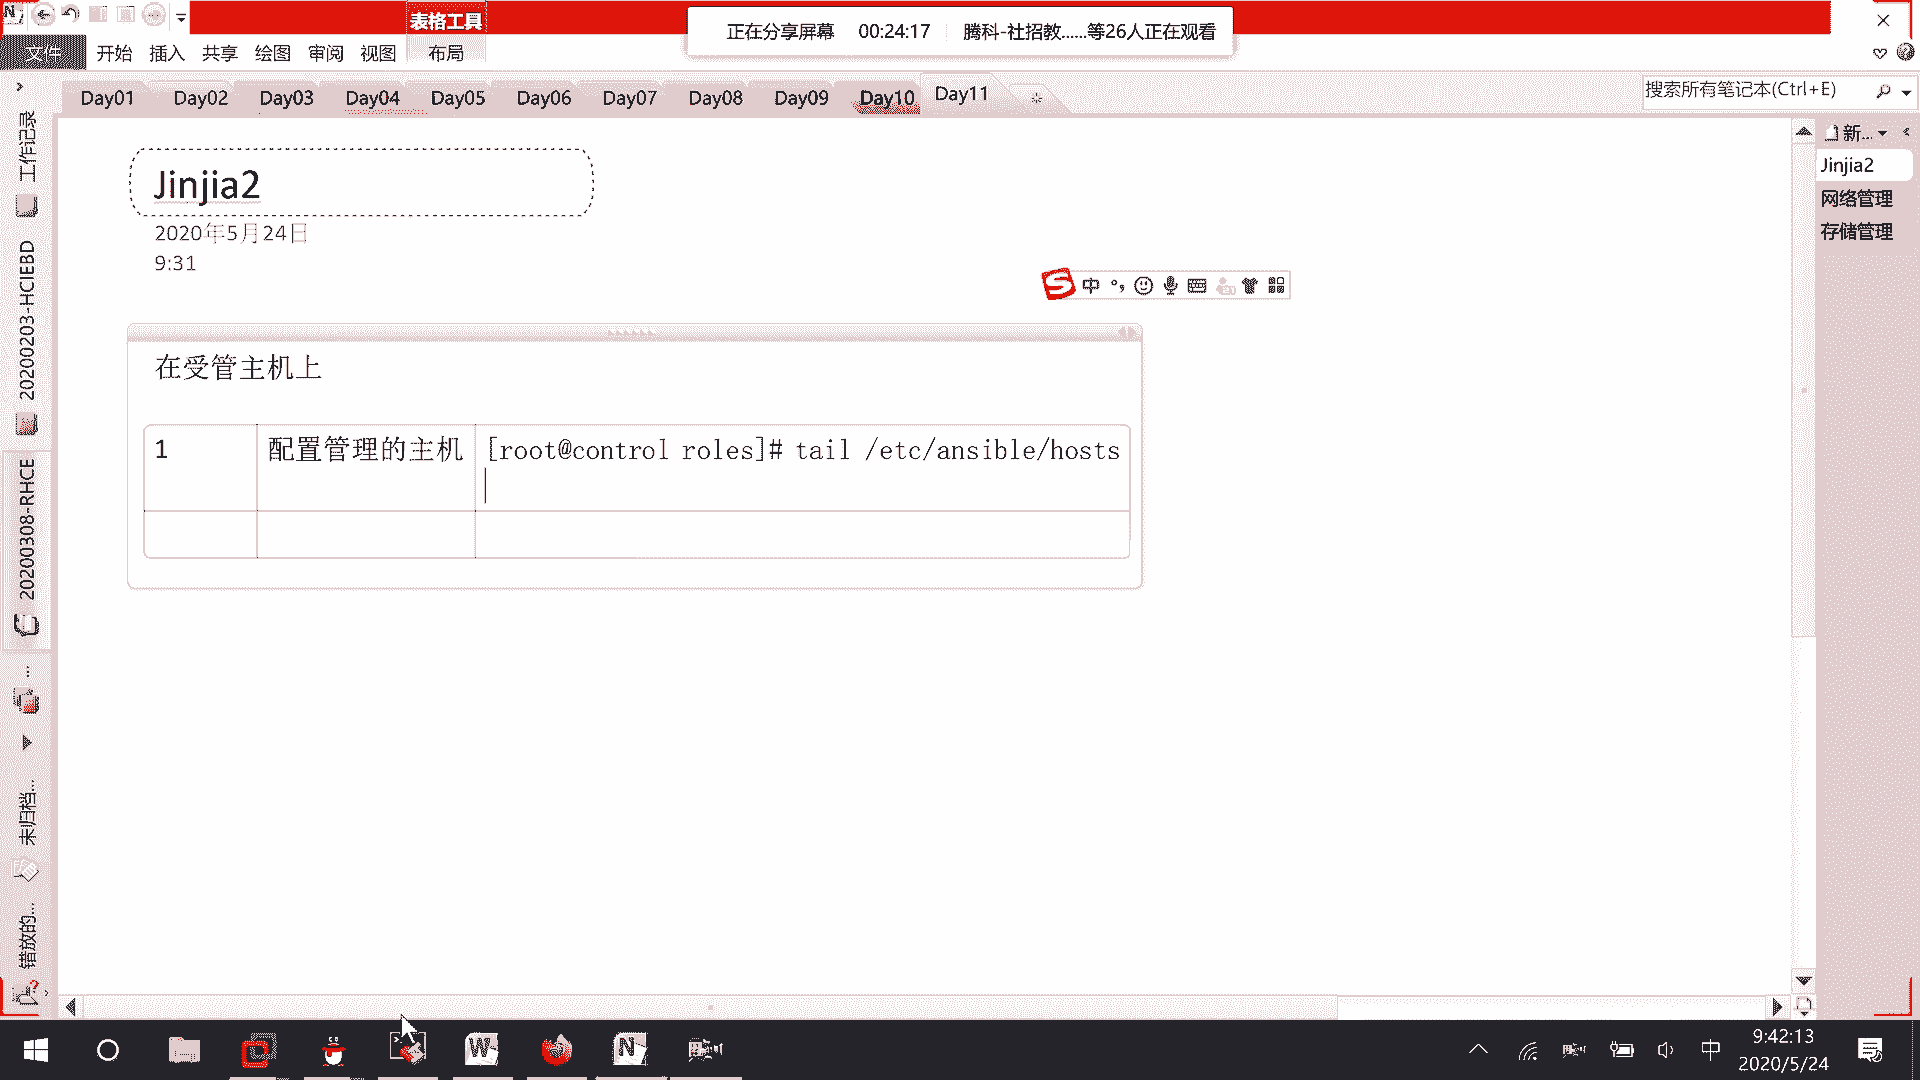 表格工具
正在分享屏幕 00:24:17 腾科-社招教......等26人正在观看
文件 开始 插入 共享 绘图 审阅 视图 布局
Day01 Day02 Day03 Day04 Day05 Day06 Day07 Day08 Day09 Day10 Day11
搜索所有笔记本(Ctrl+E)
新...
Jinjia2
网络管理
存储管理
工作记录
20200203-HCIEBD
20200308-RHCE
...
未归档...
错放的...
Jinjia2
2020年5月24日
9:31
中
在受管主机上
1 配置管理的主机 [root@control roles]# tail /etc/ansible/hosts
中
9:42:13
2020/5/24